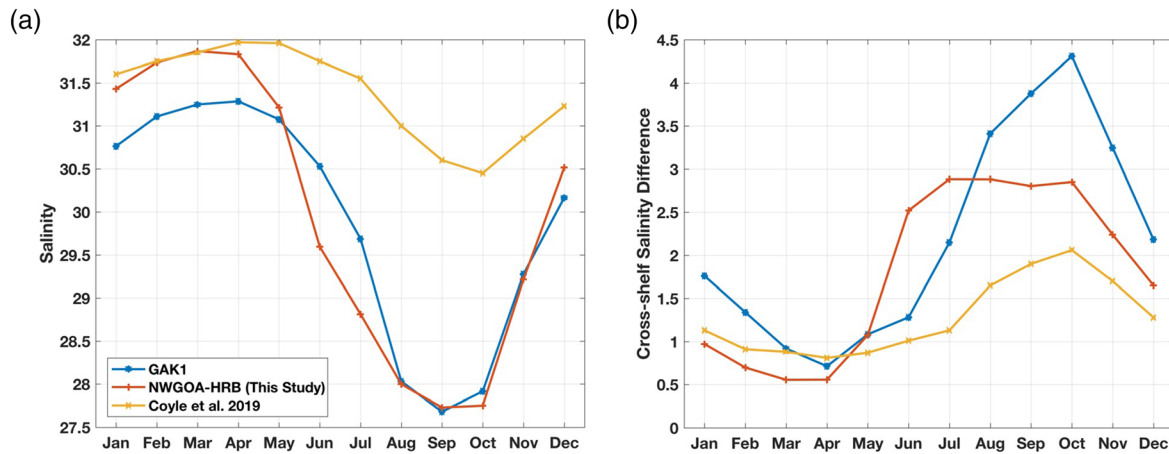 (a)
32
31.5
31
30.5
30
29.5
29
28.5
28
27.5
Salinity
Jan Feb Mar Apr May Jun Jul Aug Sep Oct Nov Dec
GAK1
NWGOA-HRB (This Study)
Coyle et al. 2019
(b)
4.5
4
3.5
3
2.5
2
1.5
1
0.5
0
Cross-shelf Salinity Difference
Jan Feb Mar Apr May Jun Jul Aug Sep Oct Nov Dec